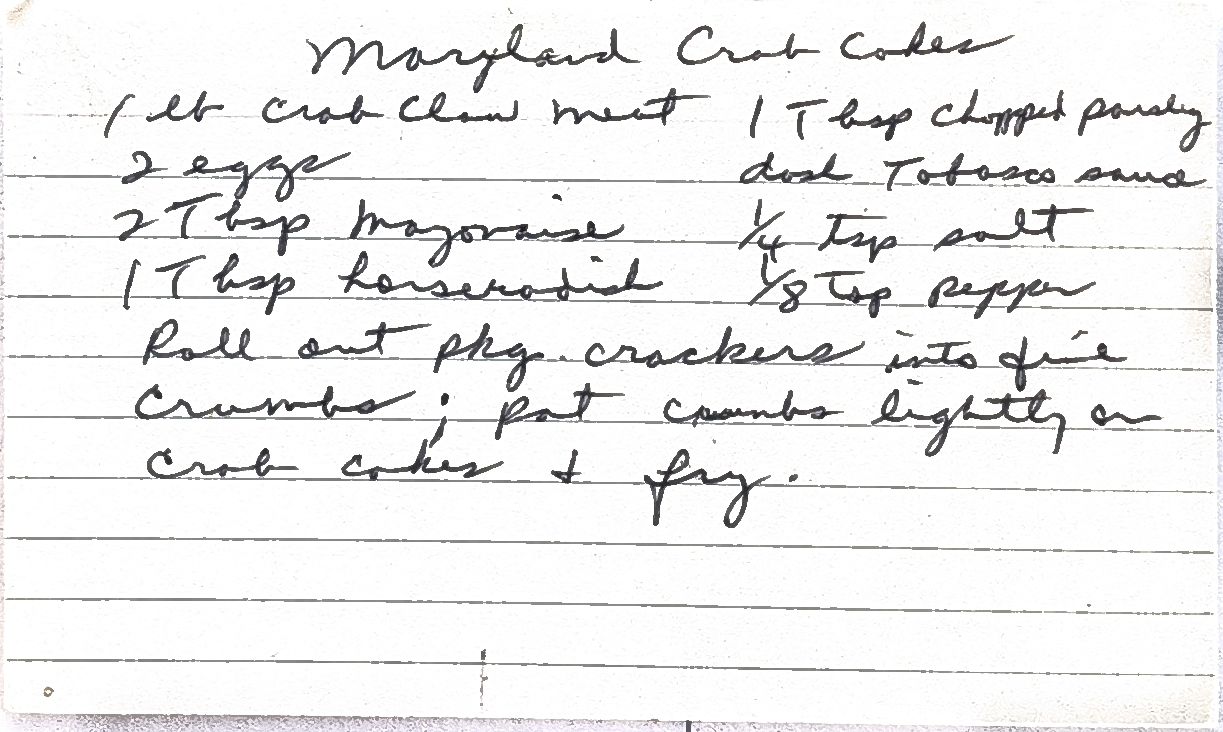 Maryland Crab Cakes
1 lb crab claw meat 1 Tbsp chopped parsley
2 eggs dash Tobasco sauce
2 Tbsp Mayonaise 1/4 tsp salt
1 Tbsp horseradish 1/8 tsp pepper
Roll out pkg. crackers into fine
crumbs; pat crumbs lightly on
crab cakes + fry.